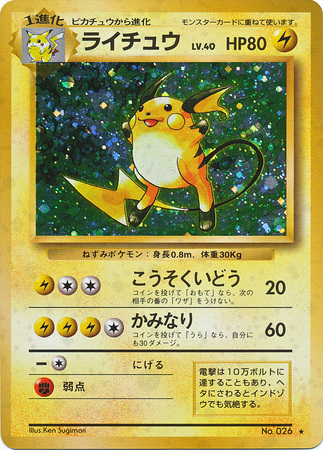 1進化 ピカチュウから進化 モンスターカードに重ねて使います。
ライチュウ LV.40 HP80
ねずみポケモン：身長0.8m、体重30Kg
こうそくいどう 20
コインを投げて「おもて」なら、次の
相手の番の「ワザ」をうけない。
かみなり 60
コインを投げて「うら」なら、自分に
も30ダメージ。
にげる
弱点
電撃は10万ボルトに
達することもあり、ヘ
タにさわるとインドゾ
ウでも気絶する。
Illus.Ken Sugimori No.026 ★